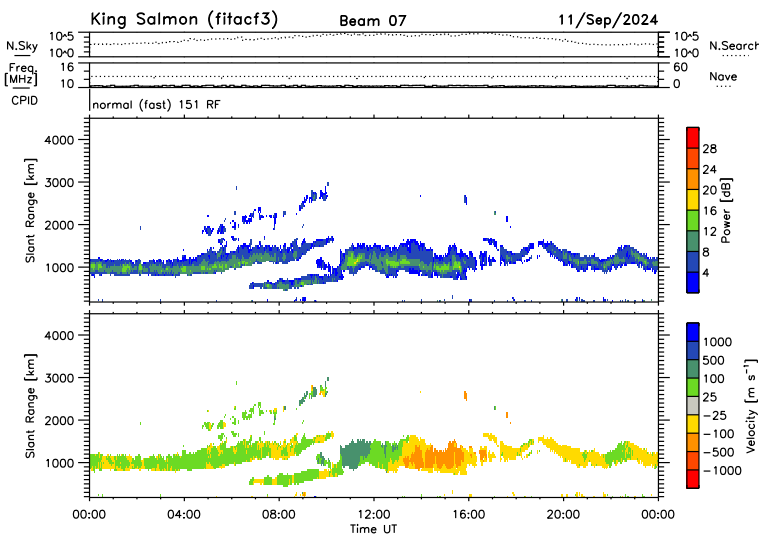 King Salmon (fitacf3) Beam 07 11/Sep/2024
N.Sky 10^5 10^0 10^5 10^0 N.Search
Freq. [MHz] 16 10 60 0 Nave
CPID normal (fast) 151 RF
4000
3000
2000
1000
Slant Range [km]
28
24
20
16
12
8
4
Power [dB]
4000
3000
2000
1000
Slant Range [km]
1000
500
100
25
−25
−100
−500
−1000
Velocity [m s⁻¹]
00:00 04:00 08:00 12:00 16:00 20:00 00:00
Time UT